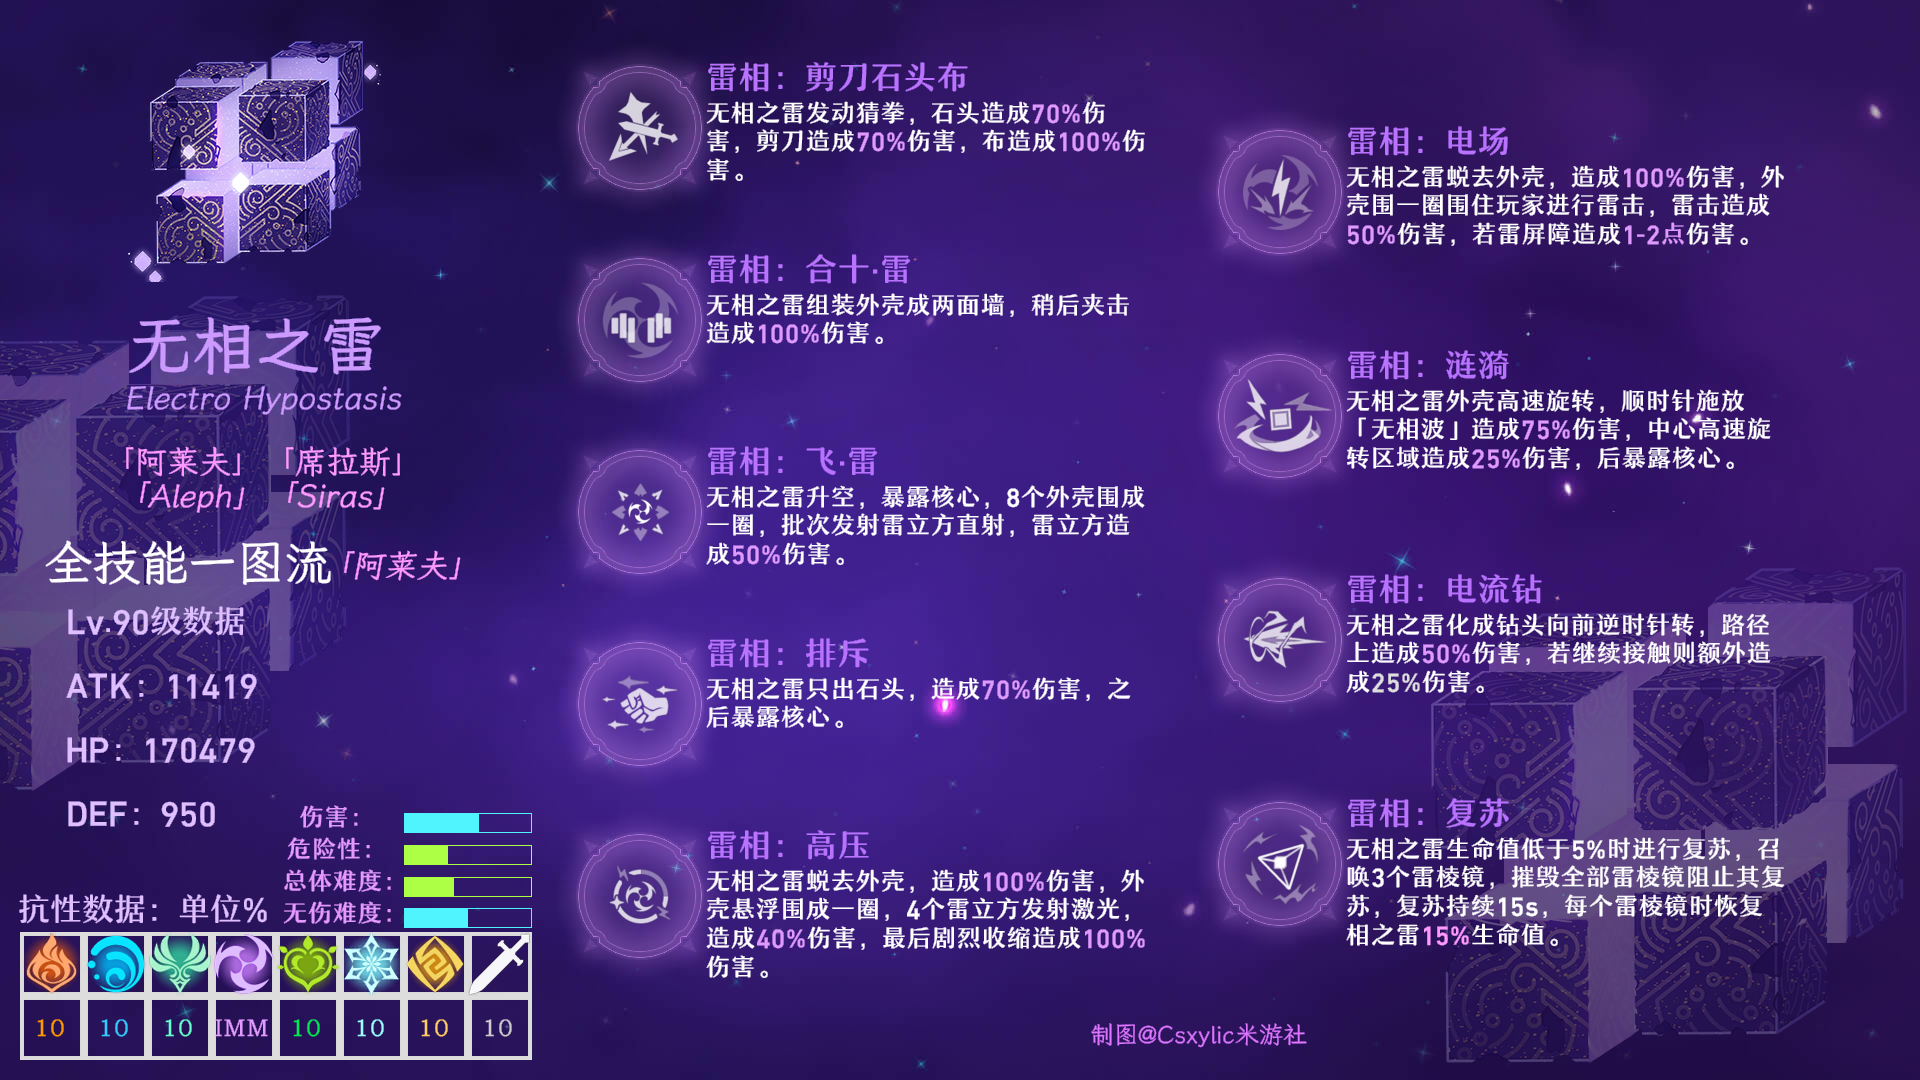 无相之雷
Electro Hypostasis
「阿莱夫」 「席拉斯」
「Aleph」 「Siras」
全技能一图流「阿莱夫」
Lv.90级数据
ATK：11419
HP：170479
DEF：950
伤害：
危险性：
总体难度：
无伤难度：
抗性数据：单位%
10 10 10 IMM 10 10 10 10
雷相：剪刀石头布
无相之雷发动猜拳，石头造成70%伤
害，剪刀造成70%伤害，布造成100%伤
害。
雷相：合十·雷
无相之雷组装外壳成两面墙，稍后夹击
造成100%伤害。
雷相：飞·雷
无相之雷升空，暴露核心，8个外壳围成
一圈，批次发射雷立方直射，雷立方造
成50%伤害。
雷相：排斥
无相之雷只出石头，造成70%伤害，之
后暴露核心。
雷相：高压
无相之雷蜕去外壳，造成100%伤害，外
壳悬浮围成一圈，4个雷立方发射激光，
造成40%伤害，最后剧烈收缩造成100%
伤害。
雷相：电场
无相之雷蜕去外壳，造成100%伤害，外
壳围一圈围住玩家进行雷击，雷击造成
50%伤害，若雷屏障造成1-2点伤害。
雷相：涟漪
无相之雷外壳高速旋转，顺时针施放
「无相波」造成75%伤害，中心高速旋
转区域造成25%伤害，后暴露核心。
雷相：电流钻
无相之雷化成钻头向前逆时针转，路径
上造成50%伤害，若继续接触则额外造
成25%伤害。
雷相：复苏
无相之雷生命值低于5%时进行复苏，召
唤3个雷棱镜，摧毁全部雷棱镜阻止其复
苏，复苏持续15s，每个雷棱镜时恢复
相之雷15%生命值。
制图@Csxylic米游社